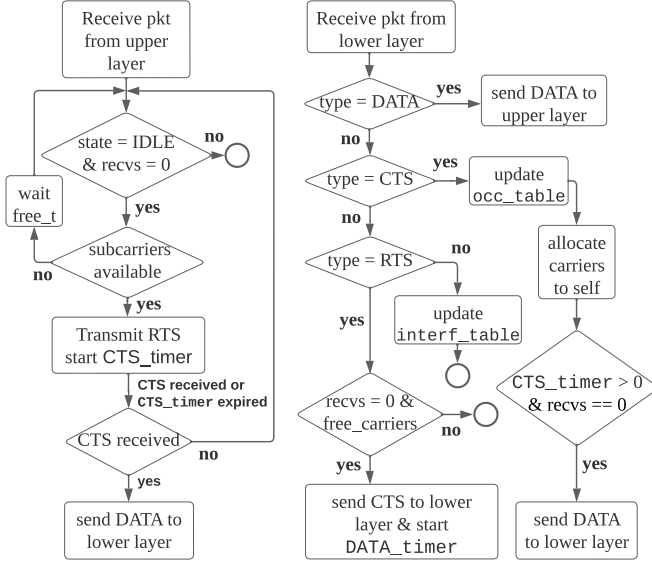 Receive pkt
from upper
layer
state = IDLE
& recvs = 0
no
yes
wait
free_t
subcarriers
available
no
yes
Transmit RTS
start CTS_timer
CTS received or
CTS_timer expired
CTS received
no
yes
send DATA to
lower layer
Receive pkt from
lower layer
type = DATA
yes
send DATA to
upper layer
no
type = CTS
yes
update
occ_table
no
allocate
carriers
to self
type = RTS
no
update
interf_table
yes
recvs = 0 &
free_carriers
no
yes
send CTS to lower
layer & start
DATA_timer
CTS_timer > 0
& recvs == 0
yes
send DATA
to lower layer